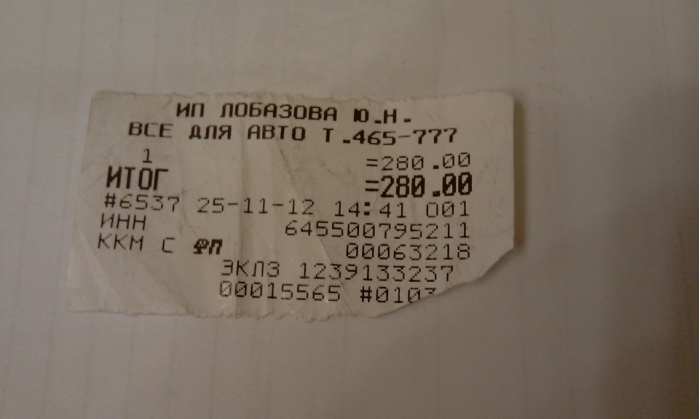 ИП ЛОБАЗОВА Ю.Н.
ВСЕ ДЛЯ АВТО Т.465-777
1 =280.00
ИТОГ =280.00
#6537 25-11-12 14:41 001
ИНН 645500795211
ККМ С ФП 00063218
ЭКЛЗ 1239133237
00015565 #0103